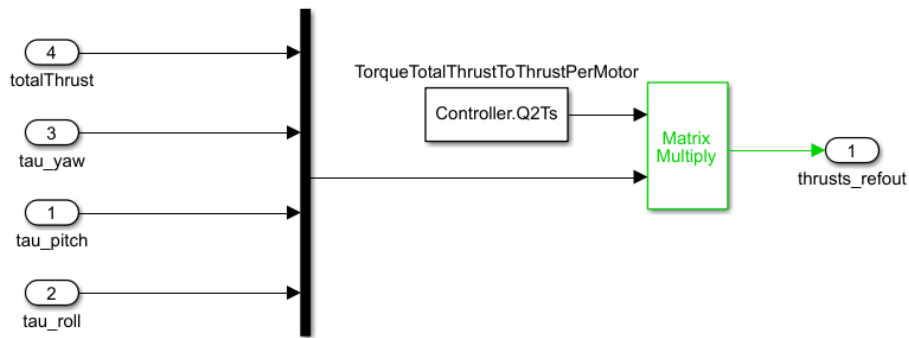 4
totalThrust
3
tau_yaw
1
tau_pitch
2
tau_roll
TorqueTotalThrustToThrustPerMotor
Controller.Q2Ts
Matrix
Multiply
1
thrusts_refout